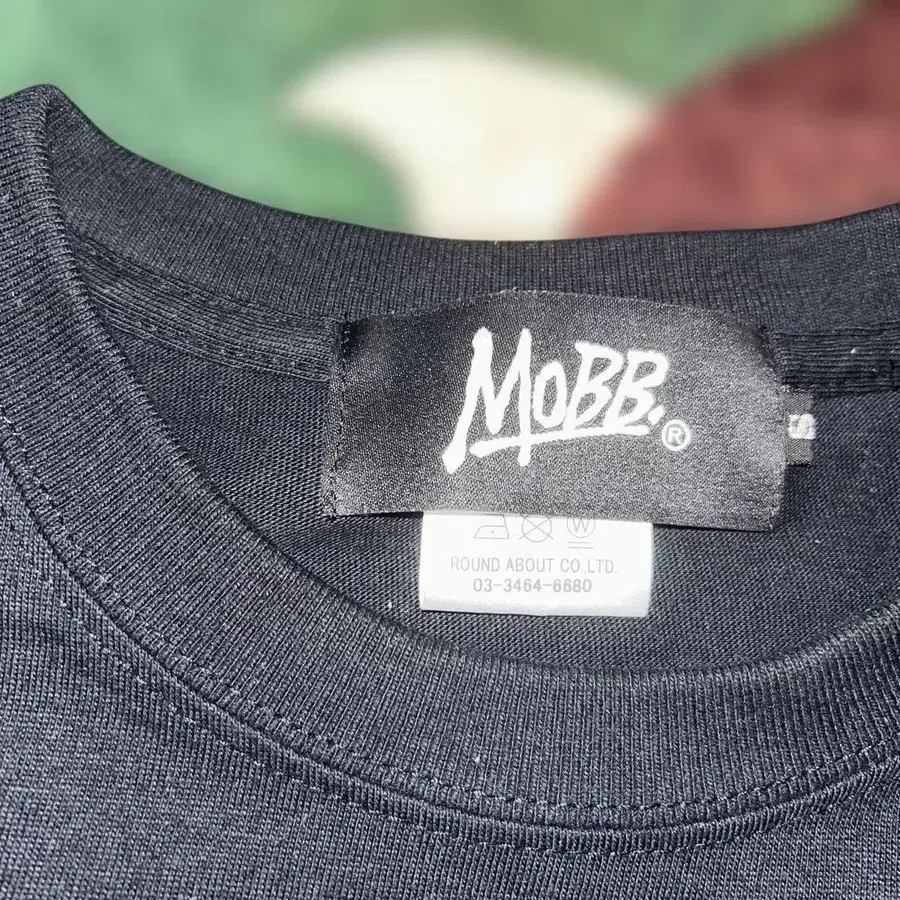 MOBB.®
S
W
ROUND ABOUT CO.,LTD.
03-3464-6680